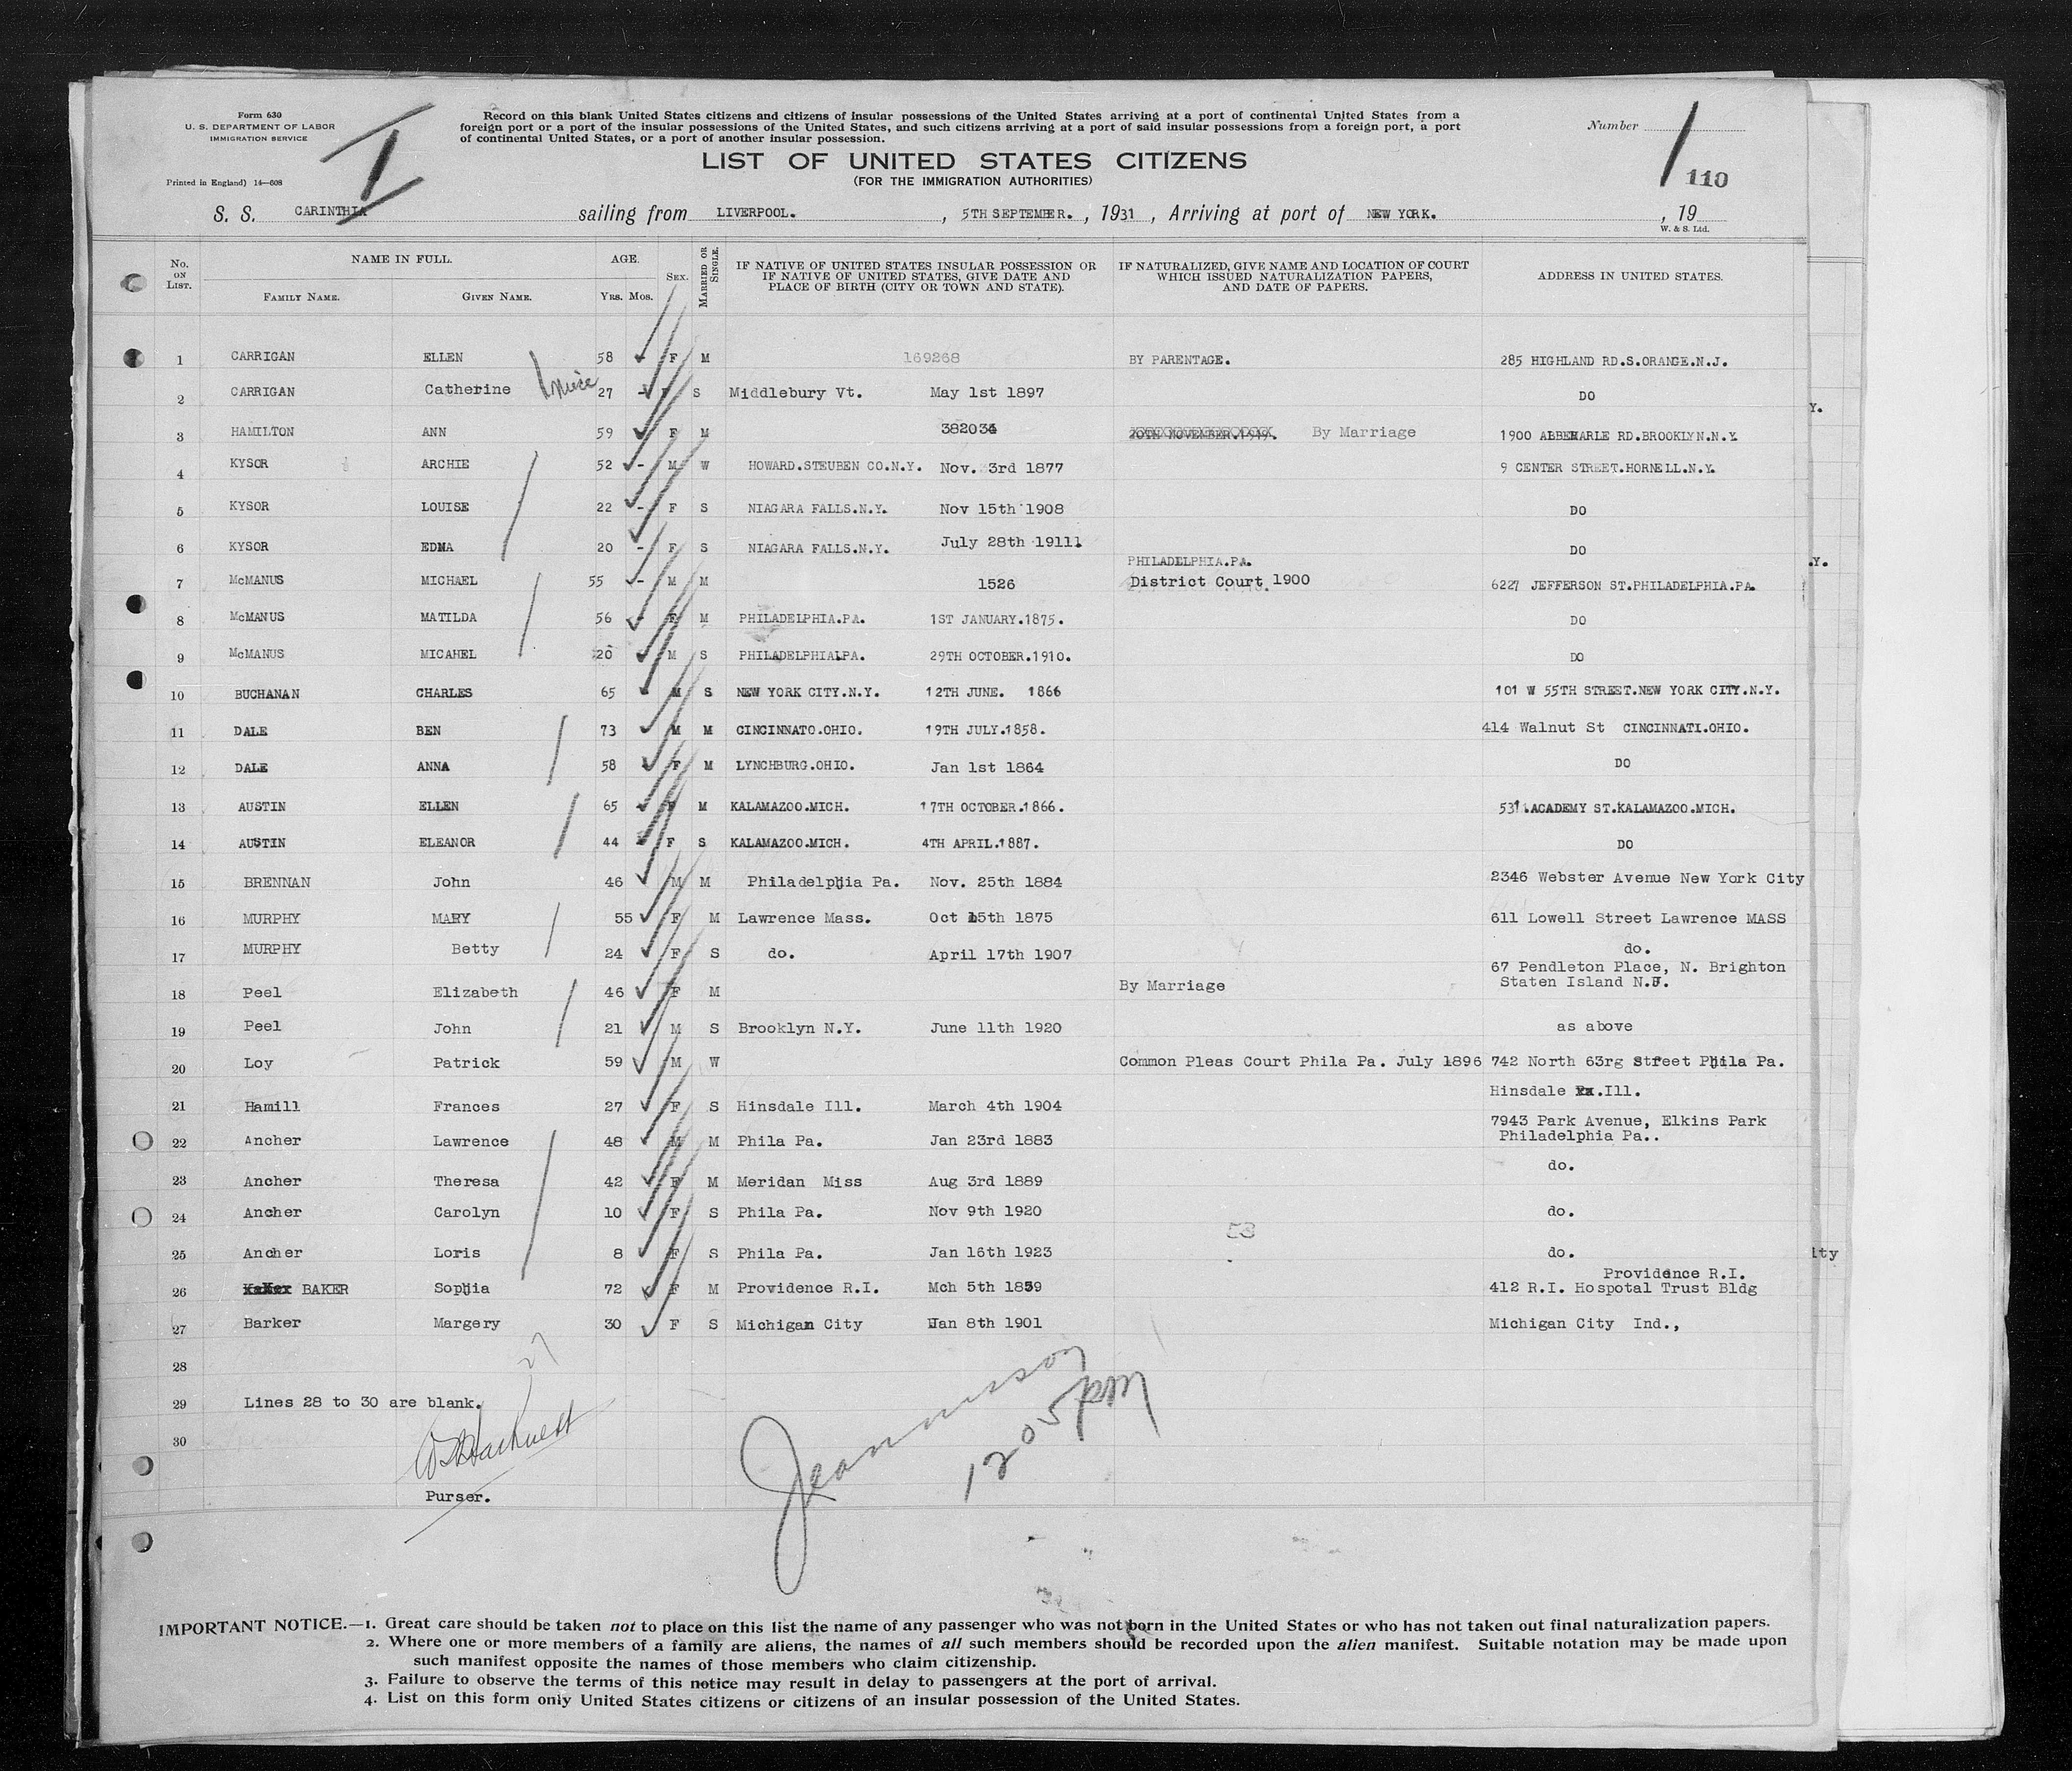 Form 630
U. S. DEPARTMENT OF LABOR
IMMIGRATION SERVICE
Printed in England) 14—608
I
Record on this blank United States citizens and citizens of insular possessions of the United States arriving at a port of continental United States from a
foreign port or a port of the insular possessions of the United States, and such citizens arriving at a port of said insular possessions from a foreign port, a port
of continental United States, or a port of another insular possession.
Number 1
110
LIST OF UNITED STATES CITIZENS
(FOR THE IMMIGRATION AUTHORITIES)
S. S. CARINTHIA sailing from LIVERPOOL. , 5TH SEPTEMBER. , 1931 , Arriving at port of NEW YORK. , 19
W. & S. Ltd.
No. ON LIST. NAME IN FULL. FAMILY NAME. GIVEN NAME. AGE. YRS. MOS. SEX. MARRIED OR SINGLE. IF NATIVE OF UNITED STATES INSULAR POSSESSION OR IF NATIVE OF UNITED STATES, GIVE DATE AND PLACE OF BIRTH (CITY OR TOWN AND STATE). IF NATURALIZED, GIVE NAME AND LOCATION OF COURT WHICH ISSUED NATURALIZATION PAPERS, AND DATE OF PAPERS. ADDRESS IN UNITED STATES.
1 CARRIGAN ELLEN 58 - F M 169268 BY PARENTAGE. 285 HIGHLAND RD.S.ORANGE.N.J.
2 CARRIGAN Catherine niece 27 - F S Middlebury Vt. May 1st 1897 DO
3 HAMILTON ANN 59 F M 382034 20TH NOVEMBER.1919. By Marriage 1900 ALBEMARLE RD.BROOKLYN.N.Y.
4 KYSOR ARCHIE 52 - M W HOWARD.STEUBEN CO.N.Y. Nov. 3rd 1877 9 CENTER STREET.HORNELL.N.Y.
5 KYSOR LOUISE 22 - F S NIAGARA FALLS.N.Y. Nov 15th 1908 DO
6 KYSOR EDNA 20 - F S NIAGARA FALLS.N.Y. July 28th 19111 DO
PHILADELPHIA.PA.
7 McMANUS MICHAEL 55 - M M 1526 District Court 1900 6227 JEFFERSON ST.PHILADELPHIA.PA.
8 McMANUS MATILDA 56 - F M PHILADELPHIA.PA. 1ST JANUARY.1875. DO
9 McMANUS MICAHEL 20 M S PHILADELPHIALPA. 29TH OCTOBER.1910. DO
10 BUCHANAN CHARLES 65 M S NEW YORK CITY.N.Y. 12TH JUNE. 1866 101 W 55TH STREET.NEW YORK CITY.N.Y.
11 DALE BEN 73 M M CINCINNATO.OHIO. 19TH JULY.1858. 414 Walnut St CINCINNATI.OHIO.
12 DALE ANNA 58 F M LYNCHBURG.OHIO. Jan 1st 1864 DO
13 AUSTIN ELLEN 65 F M KALAMAZOO.MICH. 17TH OCTOBER.1866. 531.ACADEMY ST.KALAMAZOO.MICH.
14 AUSTIN ELEANOR 44 F S KALAMAZOO.MICH. 4TH APRIL.1887. DO
15 BRENNAN John 46 M M Philadelphia Pa. Nov. 25th 1884 2346 Webster Avenue New York City
16 MURPHY MARY 55 F M Lawrence Mass. Oct 15th 1875 611 Lowell Street Lawrence MASS
17 MURPHY Betty 24 F S do. April 17th 1907 do.
67 Pendleton Place, N. Brighton
18 Peel Elizabeth 46 F M By Marriage Staten Island N.J.
19 Peel John 21 M S Brooklyn N.Y. June 11th 1920 as above
20 Loy Patrick 59 M W Common Pleas Court Phila Pa. July 1896 742 North 63rg Street Phila Pa.
21 Hamill Frances 27 F S Hinsdale Ill. March 4th 1904 Hinsdale .Ill.
7943 Park Avenue, Elkins Park
22 Ancher Lawrence 48 M M Phila Pa. Jan 23rd 1883 Philadelphia Pa..
23 Ancher Theresa 42 F M Meridan Miss Aug 3rd 1889 do.
24 Ancher Carolyn 10 F S Phila Pa. Nov 9th 1920 do.
53
25 Ancher Loris 8 F S Phila Pa. Jan 16th 1923 do.
Providence R.I.
26 BAKER Sophia 72 F M Providence R.I. Mch 5th 1859 412 R.I. Hospotal Trust Bldg
27 Barker Margery 30 F S Michigan City Jan 8th 1901 Michigan City Ind.,
27
28
29 Lines 28 to 30 are blank.
30
Purser.
1205 pm
IMPORTANT NOTICE.—1. Great care should be taken not to place on this list the name of any passenger who was not born in the United States or who has not taken out final naturalization papers.
2. Where one or more members of a family are aliens, the names of all such members should be recorded upon the alien manifest. Suitable notation may be made upon
such manifest opposite the names of those members who claim citizenship.
3. Failure to observe the terms of this notice may result in delay to passengers at the port of arrival.
4. List on this form only United States citizens or citizens of an insular possession of the United States.
Y.
.Y.
ity